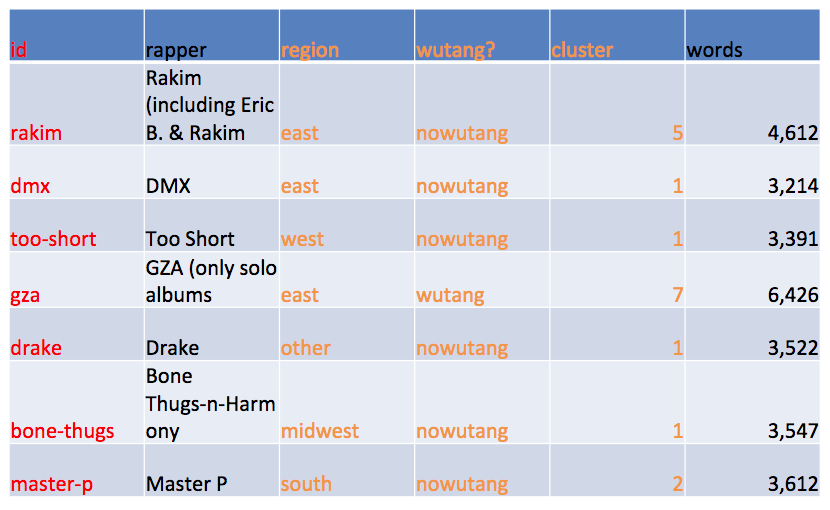 id rapper region wutang? cluster words
Rakim
(including Eric
rakim B. & Rakim east nowutang 5 4,612
dmx DMX east nowutang 1 3,214
too-short Too Short west nowutang 1 3,391
GZA (only solo
gza albums east wutang 7 6,426
drake Drake other nowutang 1 3,522
Bone
Thugs-n-Harm
bone-thugs ony midwest nowutang 1 3,547
master-p Master P south nowutang 2 3,612